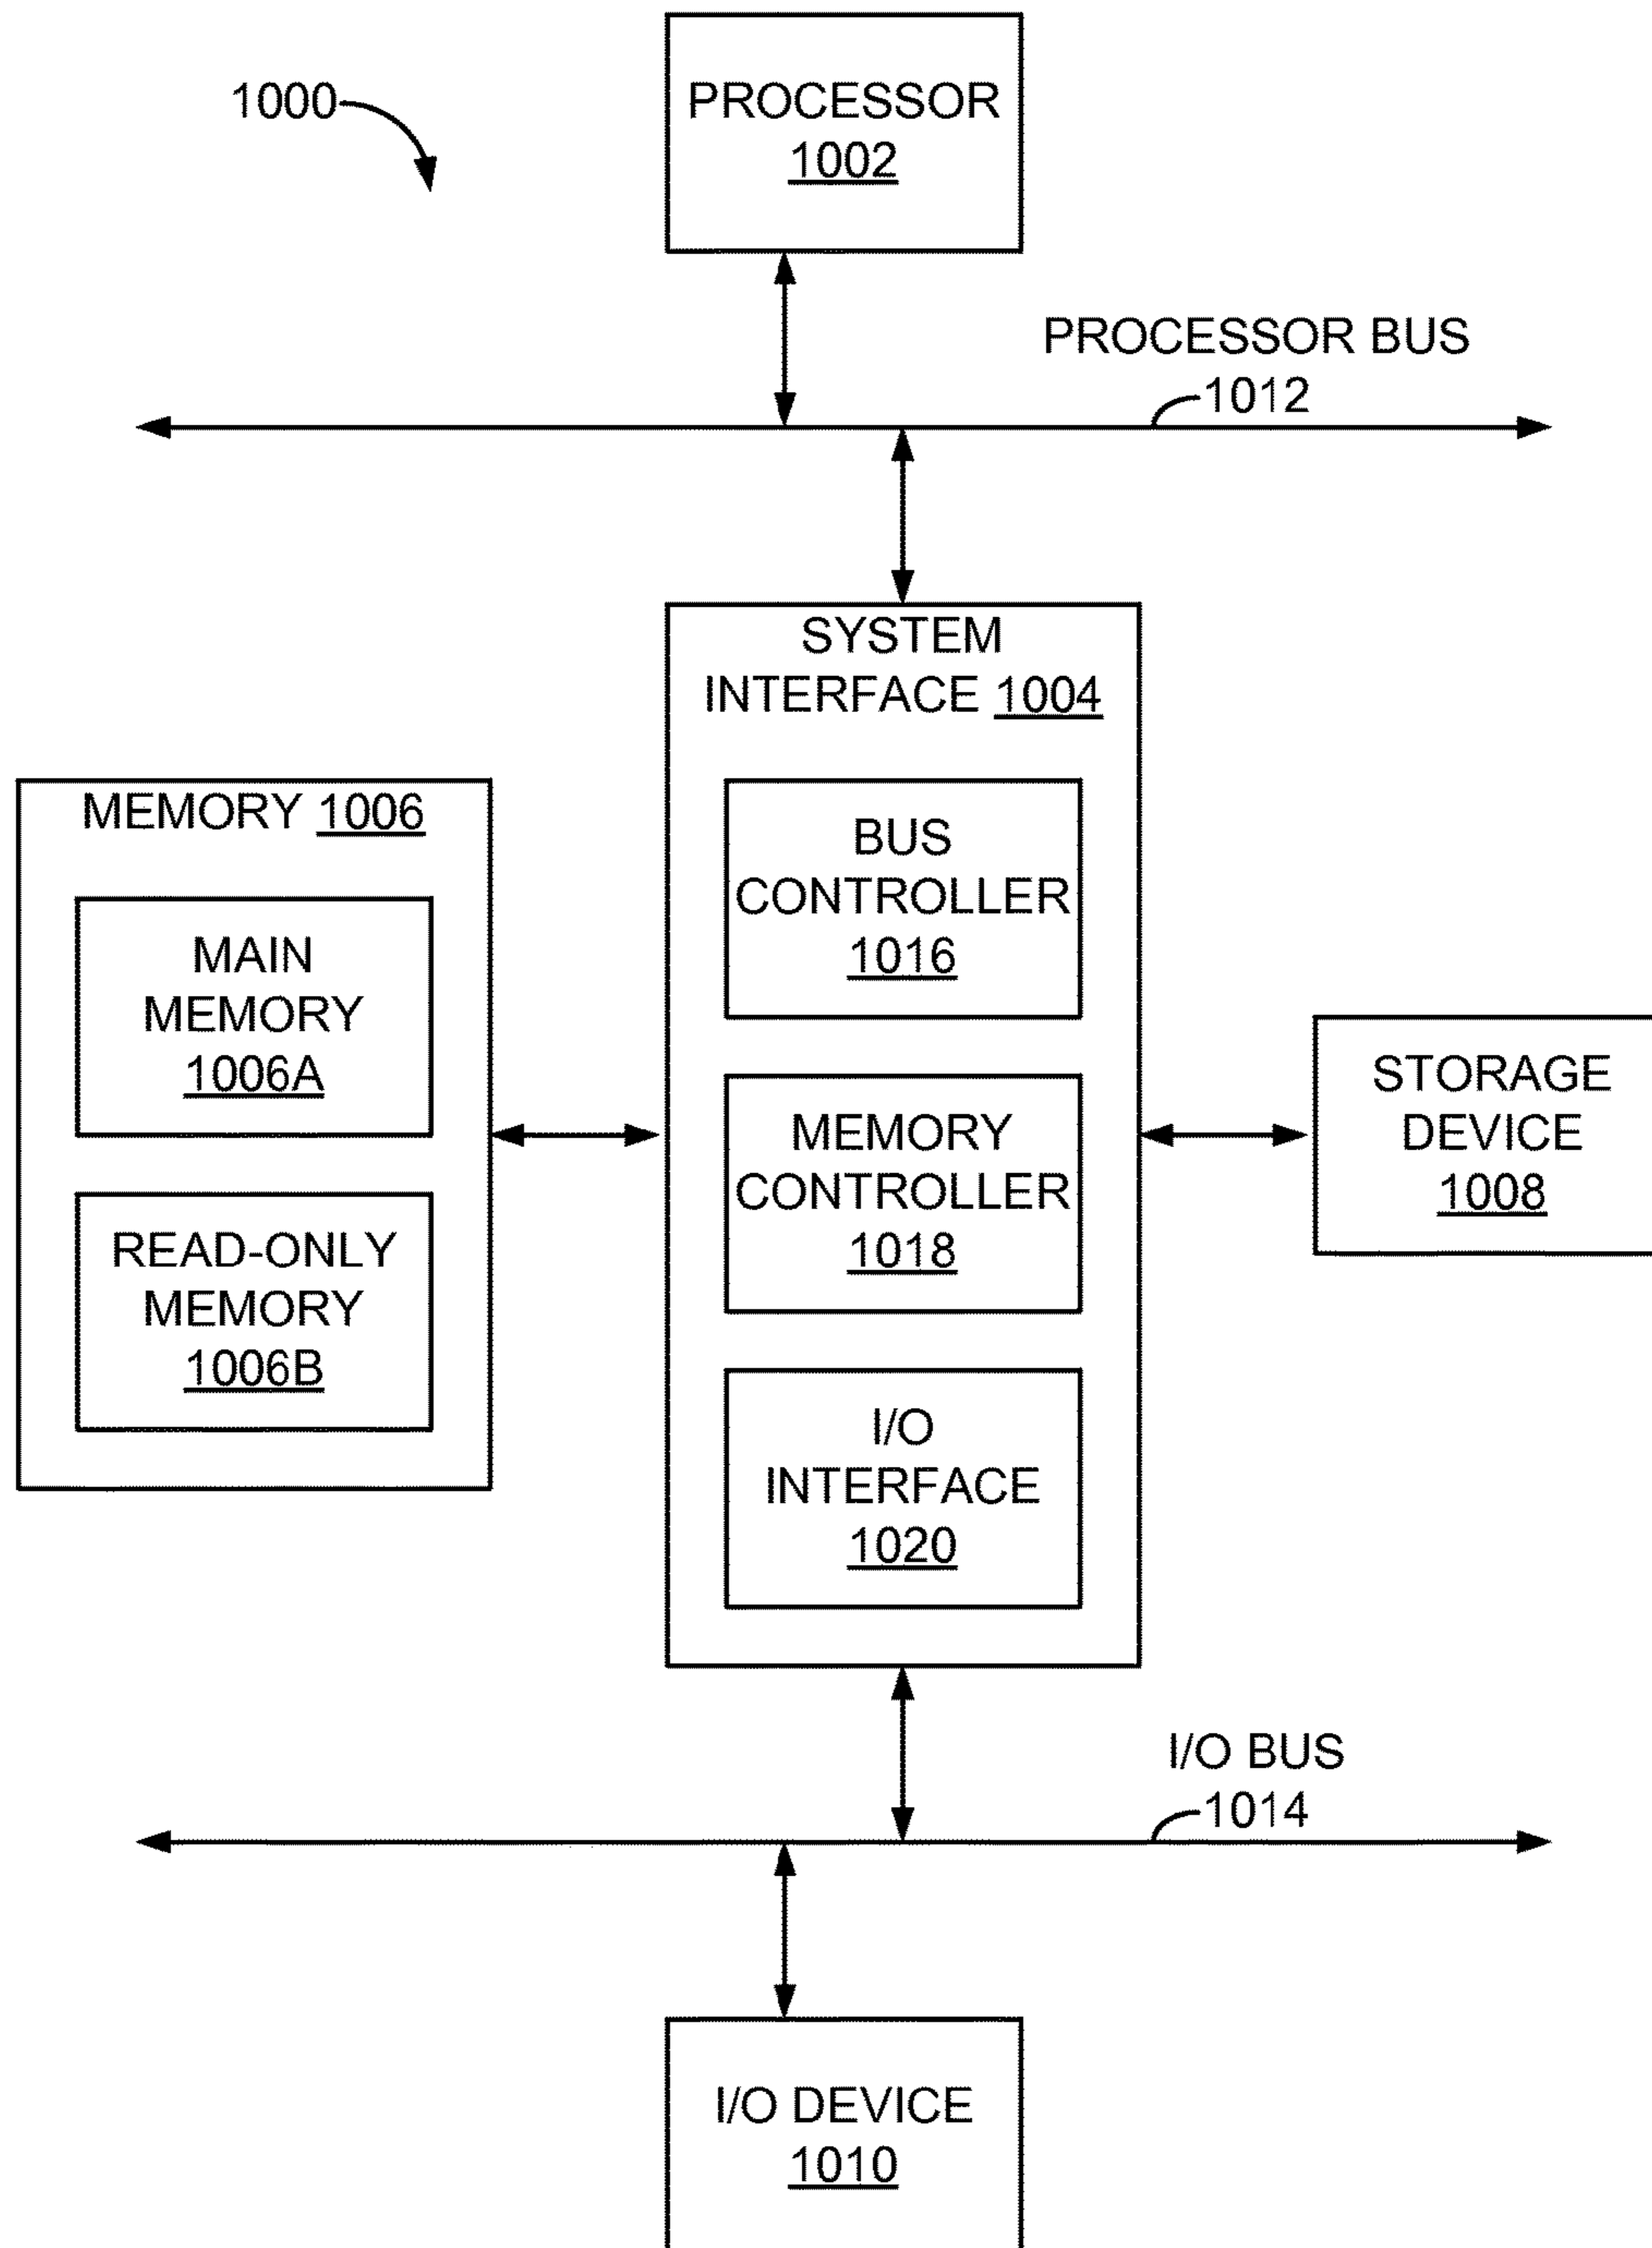 1000
PROCESSOR
1002
PROCESSOR BUS
1012
SYSTEM
INTERFACE 1004
MEMORY 1006
MAIN
MEMORY
1006A
READ-ONLY
MEMORY
1006B
BUS
CONTROLLER
1016
MEMORY
CONTROLLER
1018
I/O
INTERFACE
1020
STORAGE
DEVICE
1008
I/O BUS
1014
I/O DEVICE
1010